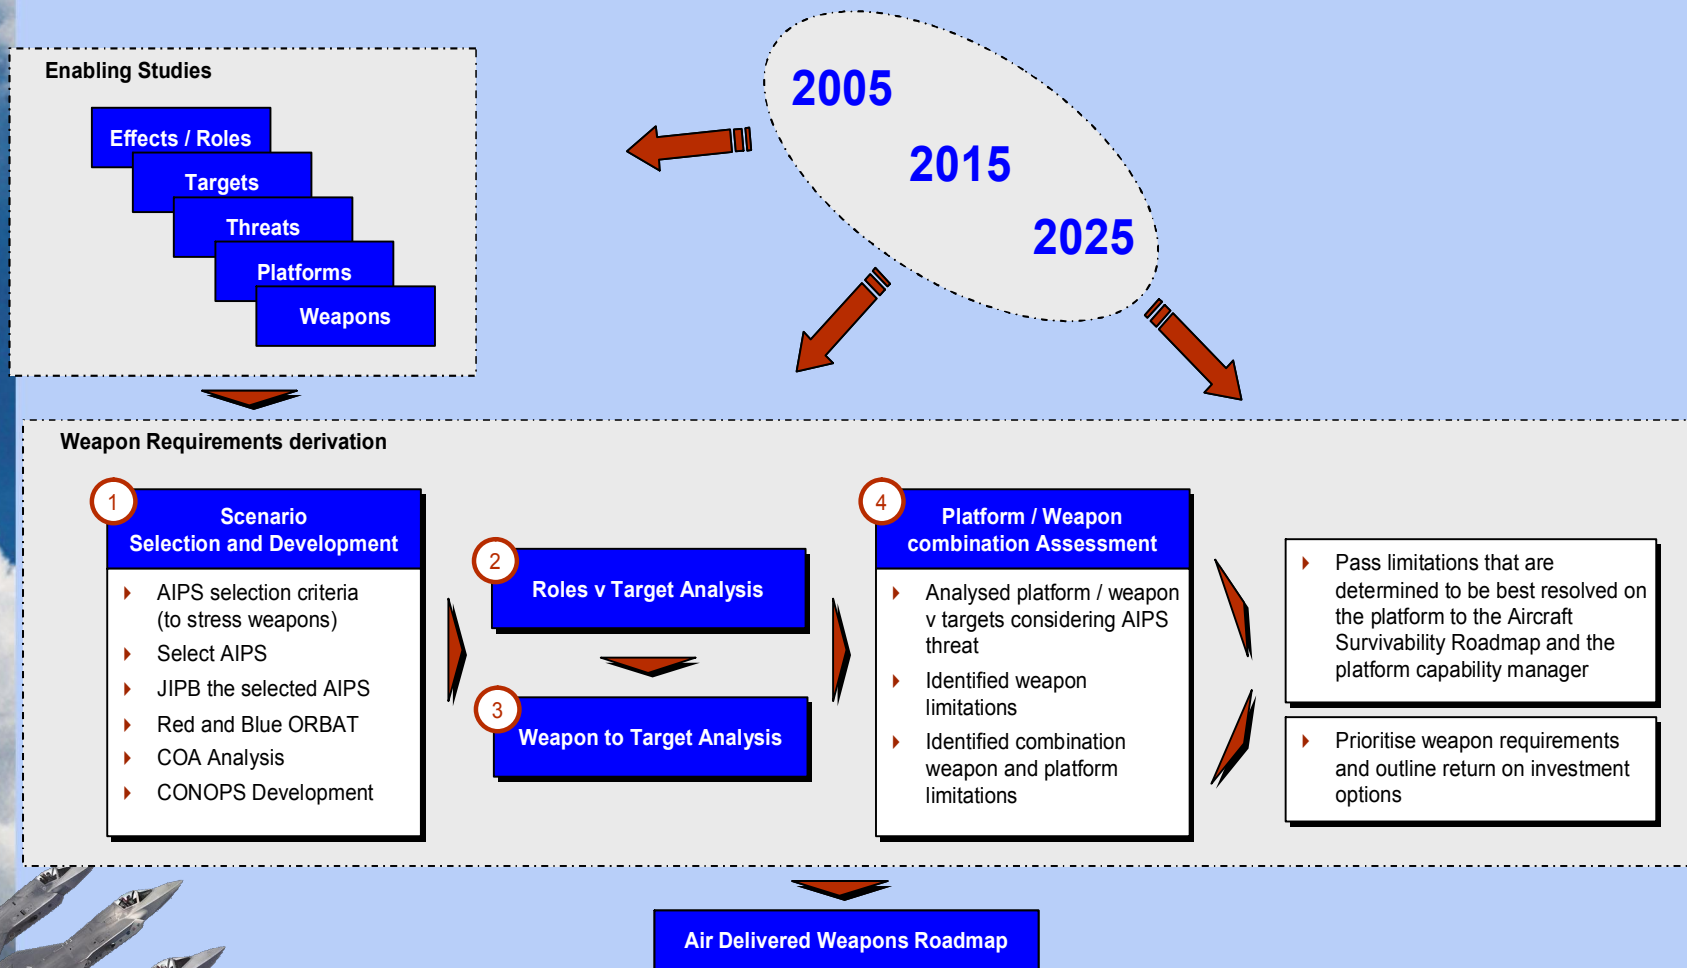 Enabling Studies
Effects / Roles
Targets
Threats
Platforms
Weapons
2005
2015
2025
Weapon Requirements derivation
1
Scenario
Selection and Development
AIPS selection criteria
(to stress weapons)
Select AIPS
JIPB the selected AIPS
Red and Blue ORBAT
COA Analysis
CONOPS Development
2
Roles v Target Analysis
3
Weapon to Target Analysis
4
Platform / Weapon
combination Assessment
Analysed platform / weapon
v targets considering AIPS
threat
Identified weapon
limitations
Identified combination
weapon and platform
limitations
Pass limitations that are
determined to be best resolved on
the platform to the Aircraft
Survivability Roadmap and the
platform capability manager
Prioritise weapon requirements
and outline return on investment
options
Air Delivered Weapons Roadmap